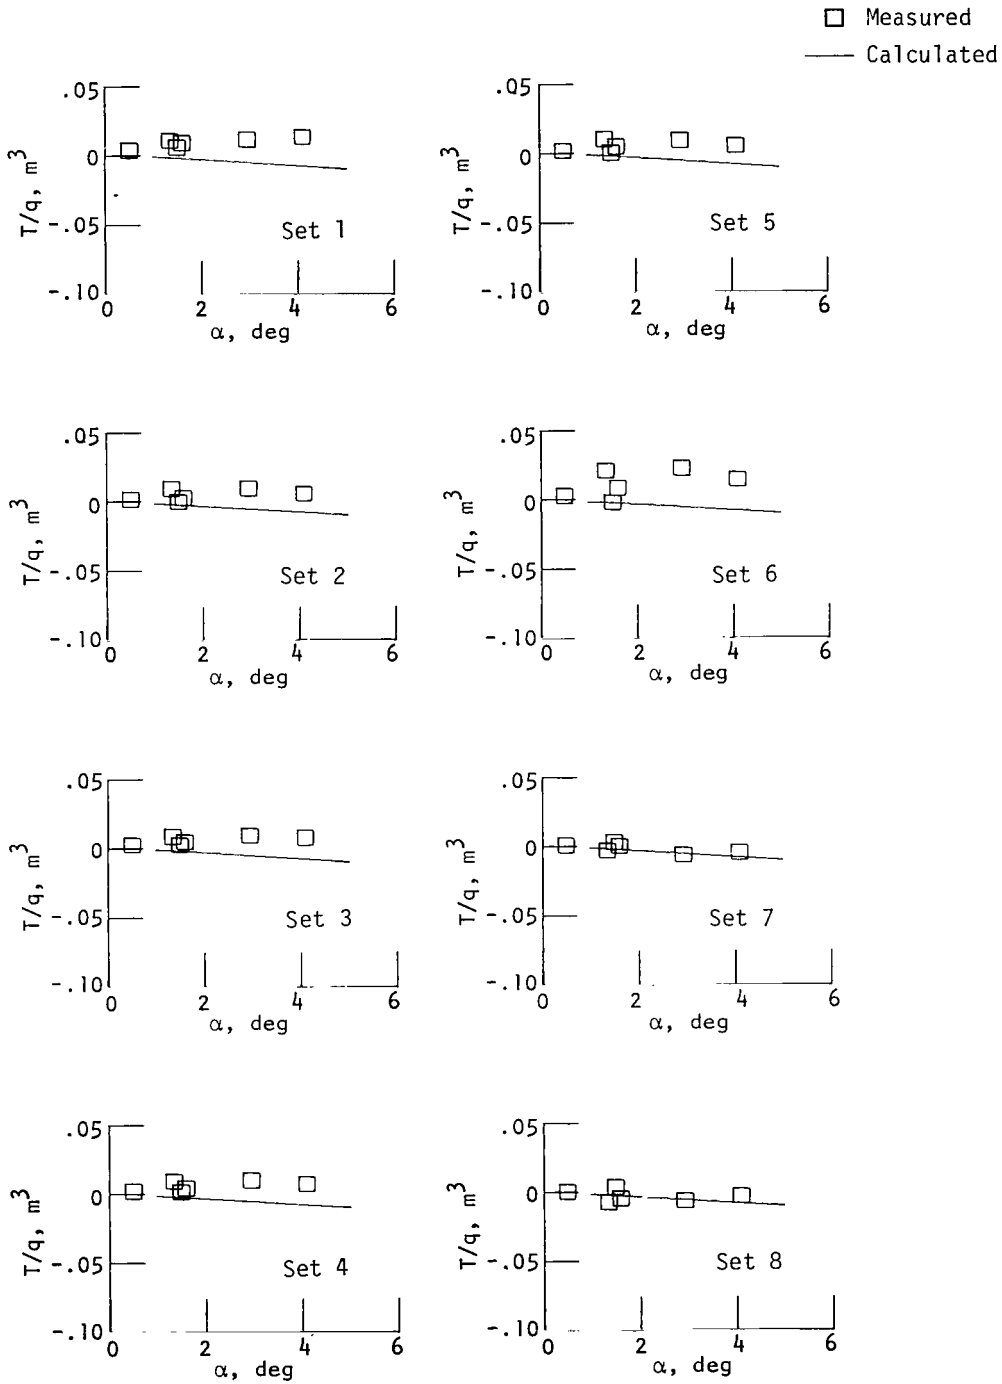 Measured
Calculated
.05
0
-.05
-.10
T/q, m³
Set 1
0 2 4 6
α, deg
.05
0
-.05
-.10
T/q, m³
Set 5
0 2 4 6
α, deg
.05
0
-.05
-.10
T/q, m³
Set 2
0 2 4 6
α, deg
.05
0
-.05
-.10
T/q, m³
Set 6
0 2 4 6
α, deg
.05
0
-.05
-.10
T/q, m³
Set 3
0 2 4 6
α, deg
.05
0
-.05
-.10
T/q, m³
Set 7
0 2 4 6
α, deg
.05
0
-.05
-.10
T/q, m³
Set 4
0 2 4 6
α, deg
.05
0
-.05
-.10
T/q, m³
Set 8
0 2 4 6
α, deg